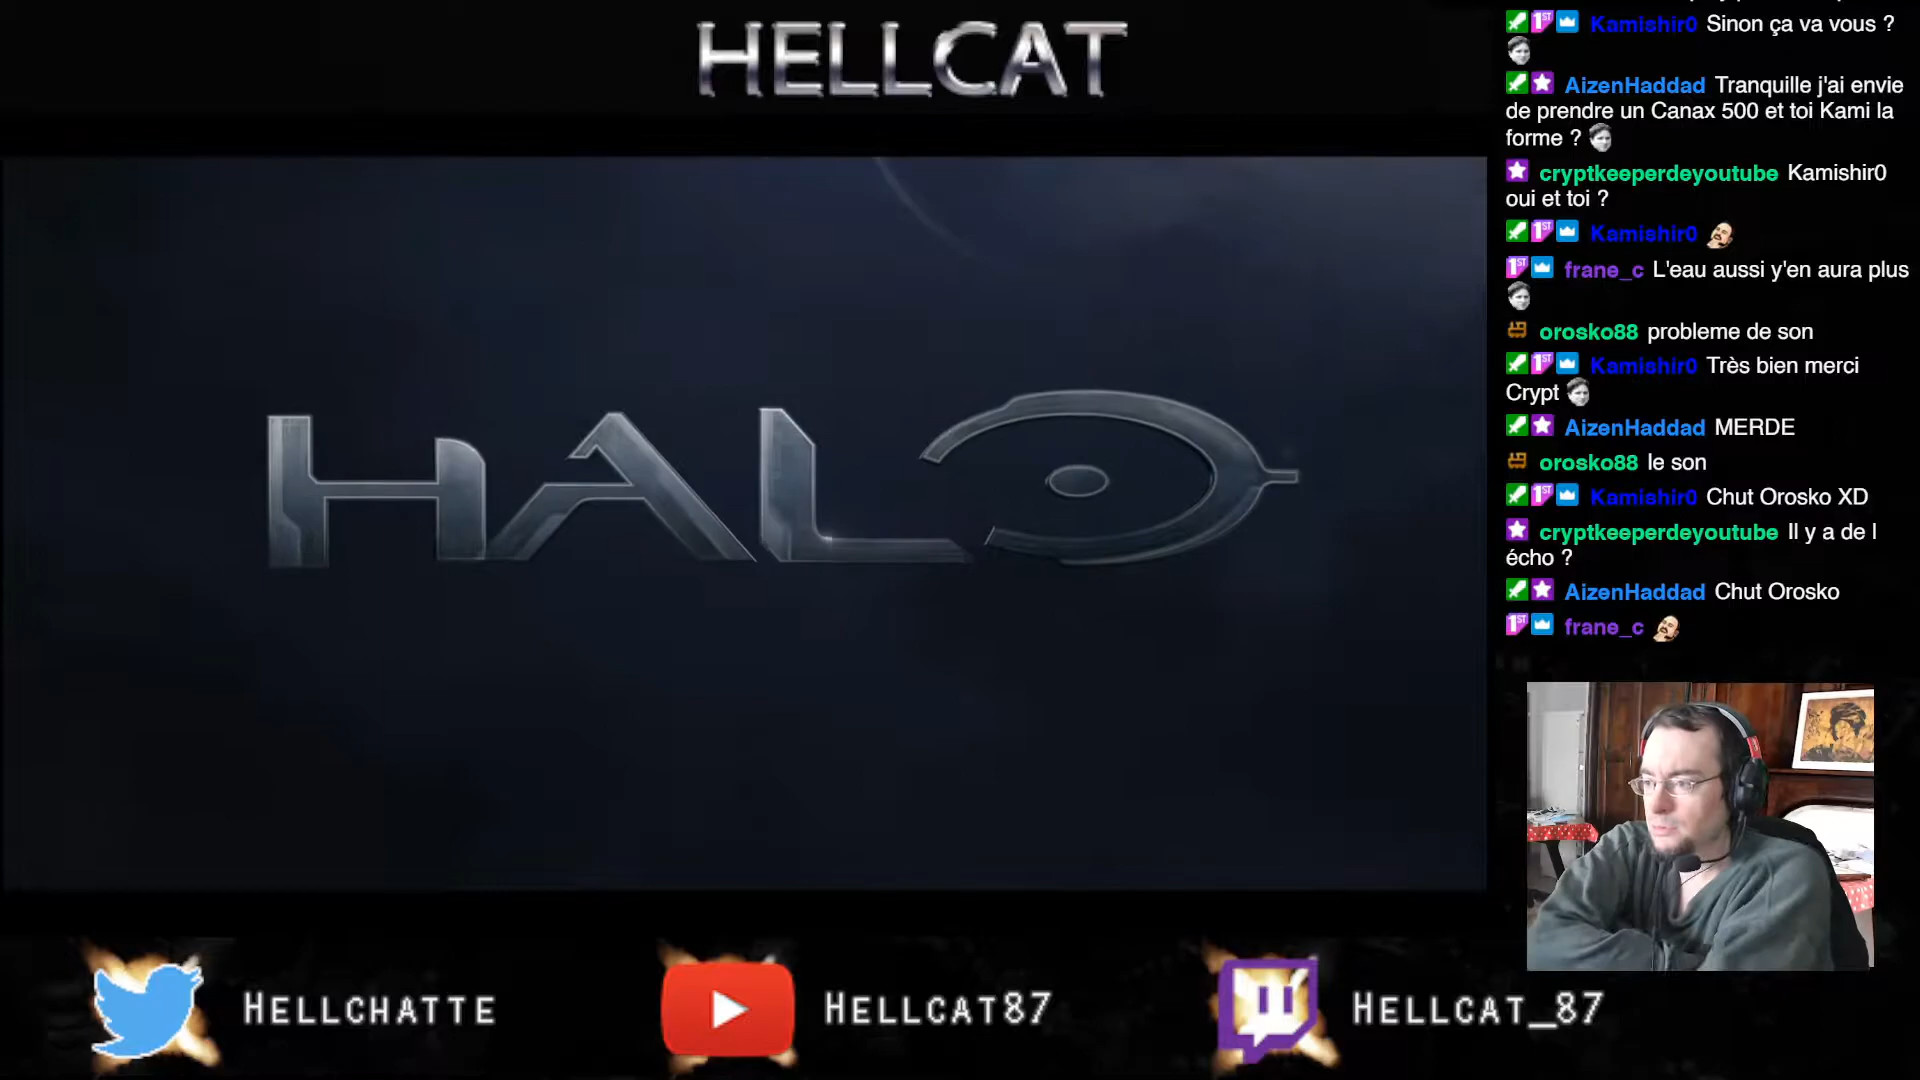 HELLCAT
Kamishir0 Sinon ça va vous ?
AizenHaddad Tranquille j'ai envie
de prendre un Canax 500 et toi Kami la
forme ?
cryptkeeperdeyoutube Kamishir0
oui et toi ?
Kamishir0
frane_c L'eau aussi y'en aura plus
orosko88 probleme de son
Kamishir0 Très bien merci
Crypt
AizenHaddad MERDE
orosko88 le son
Kamishir0 Chut Orosko XD
cryptkeeperdeyoutube Il y a de l
écho ?
AizenHaddad Chut Orosko
frane_c
HALO
HELLCHATTE
HELLCAT87
HELLCAT_87